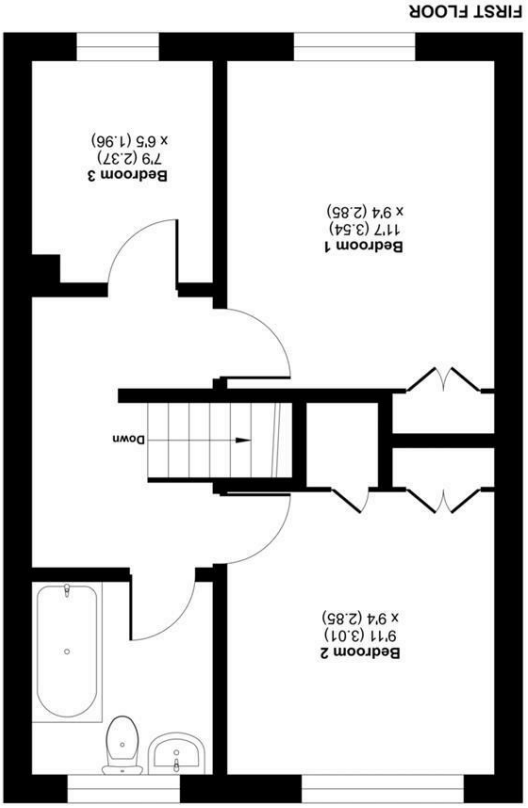 Bedroom 2
9'11 (3.01)
x 9'4 (2.85)
Down
Bedroom 1
11'7 (3.54)
x 9'4 (2.85)
Bedroom 3
7'9 (2.37)
x 6'5 (1.96)
FIRST FLOOR